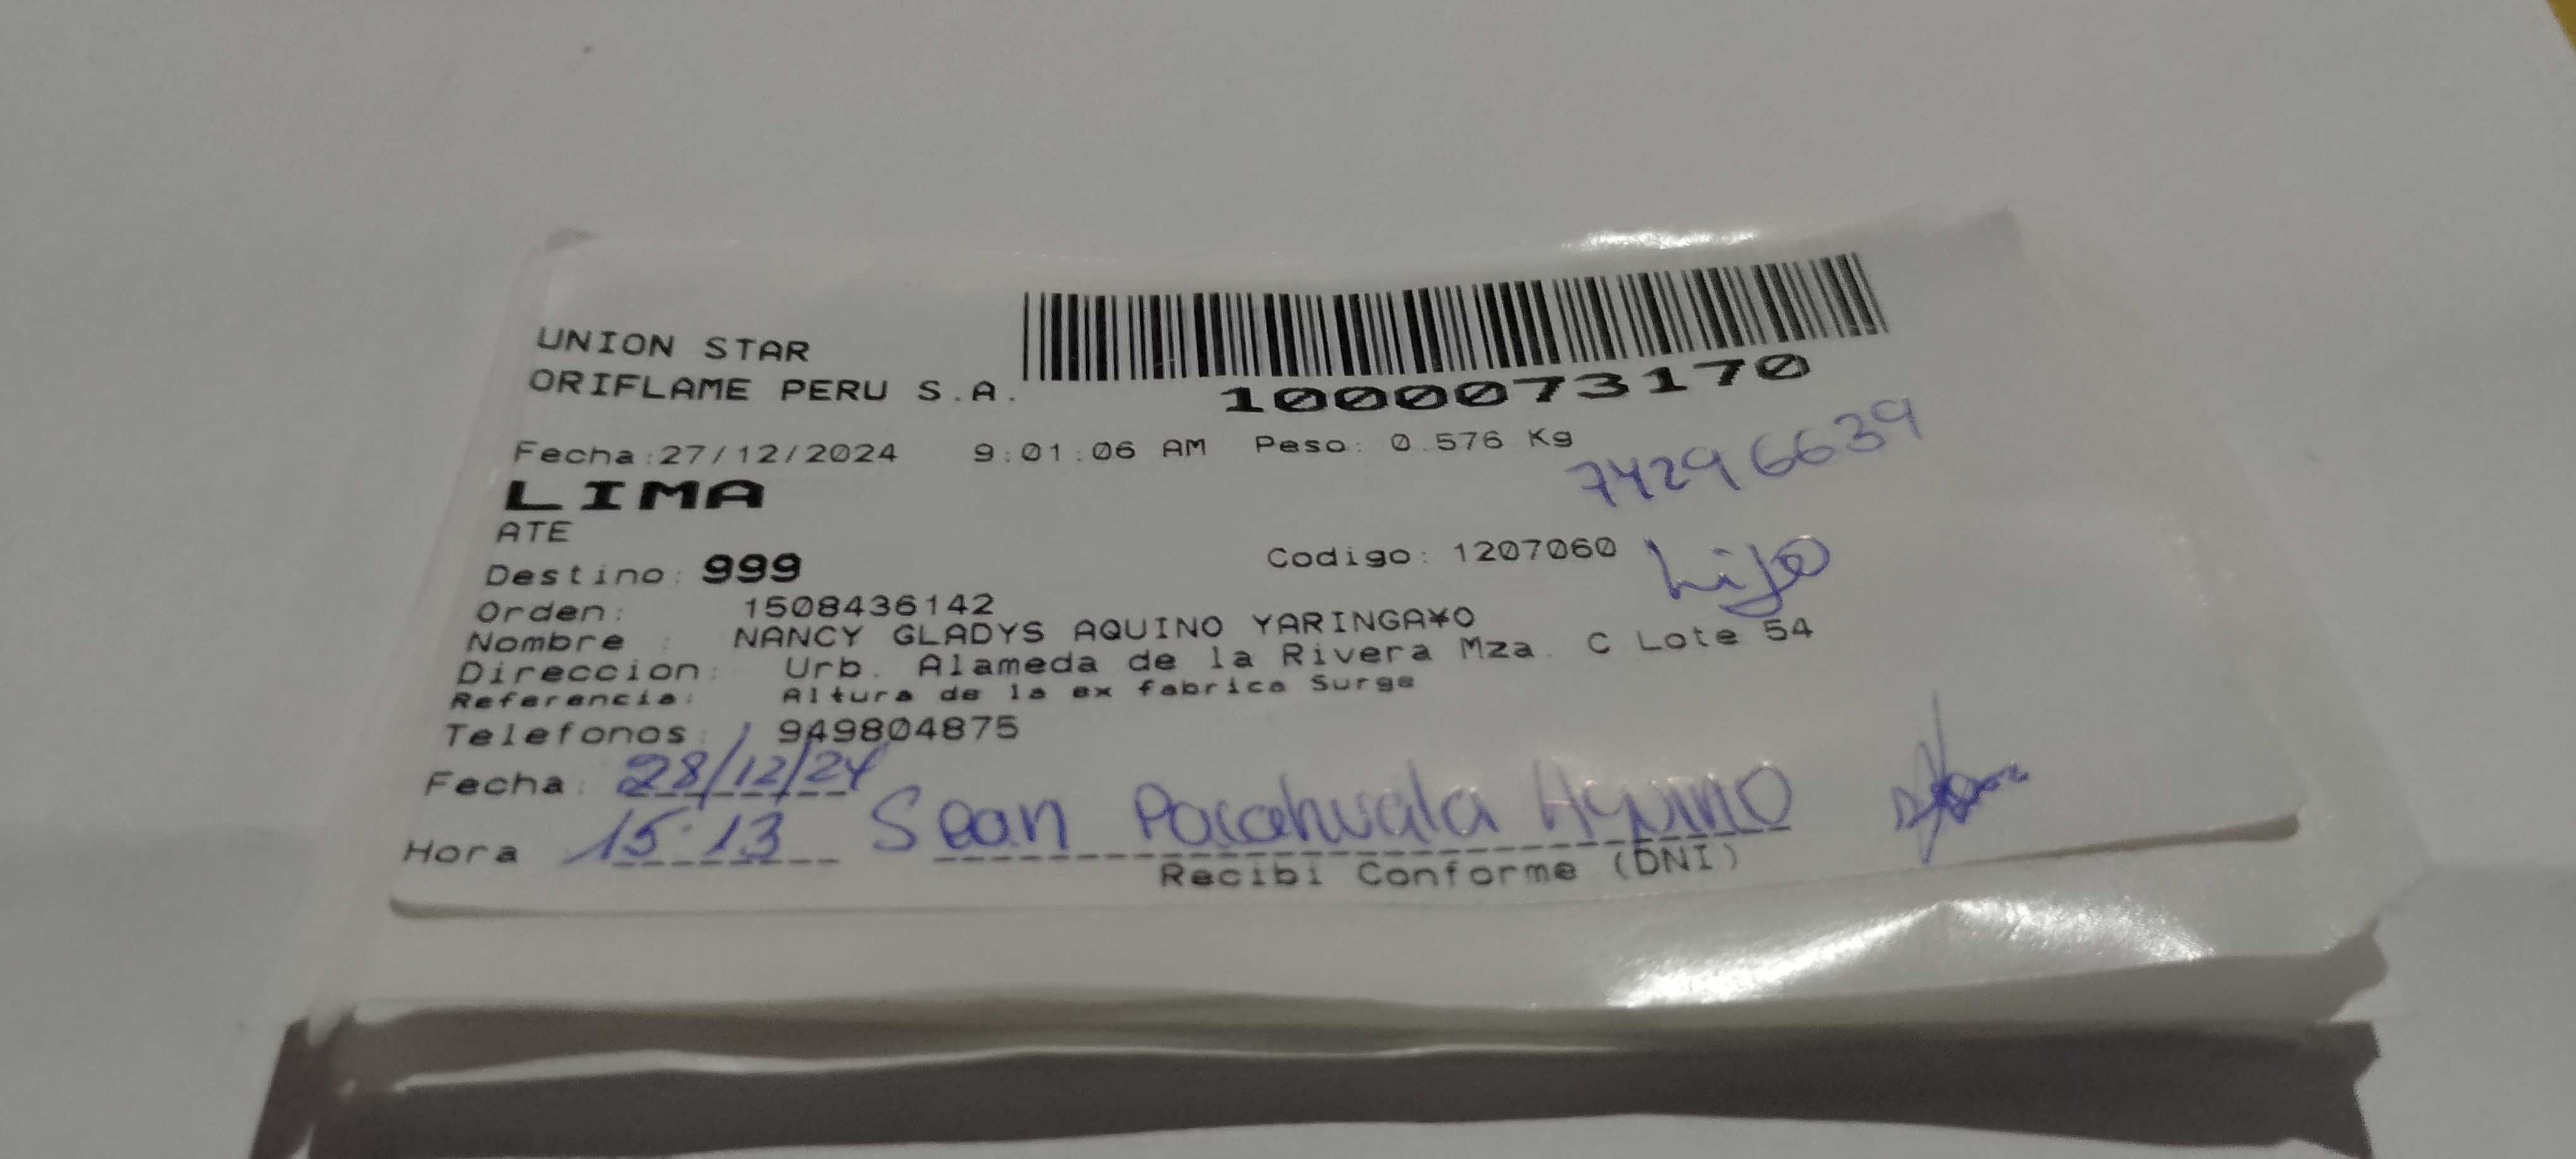 UNION STAR
ORIFLAME PERU S.A.
1000073170
Fecha:27/12/2024 9:01:06 AM Peso: 0.576 Kg
74296639
LIMA
ATE
Destino: 999 Codigo: 1207060 hijo
Orden: 1508436142
Nombre : NANCY GLADYS AQUINO YARINGA¥O
Direccion: Urb. Alameda de la Rivera Mza. C Lote 54
Referencia: Altura de la ex fabrica Surge
Telefonos: 949804875
Fecha: 28/12/24
Hora 15:13 Sean Pacahuala Aquino
Recibi Conforme (DNI)